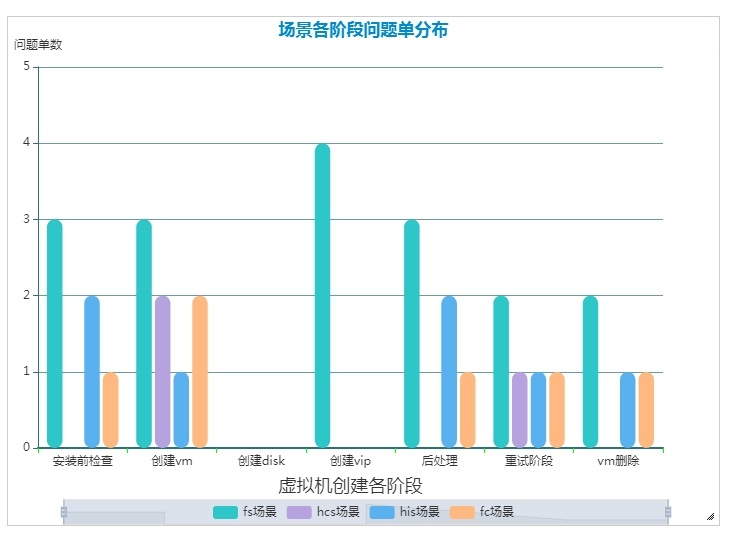 场景各阶段问题单分布
问题单数
5
4
3
2
1
0
安装前检查 创建vm 创建disk 创建vip 后处理 重试阶段 vm删除
虚拟机创建各阶段
fs场景 hcs场景 his场景 fc场景